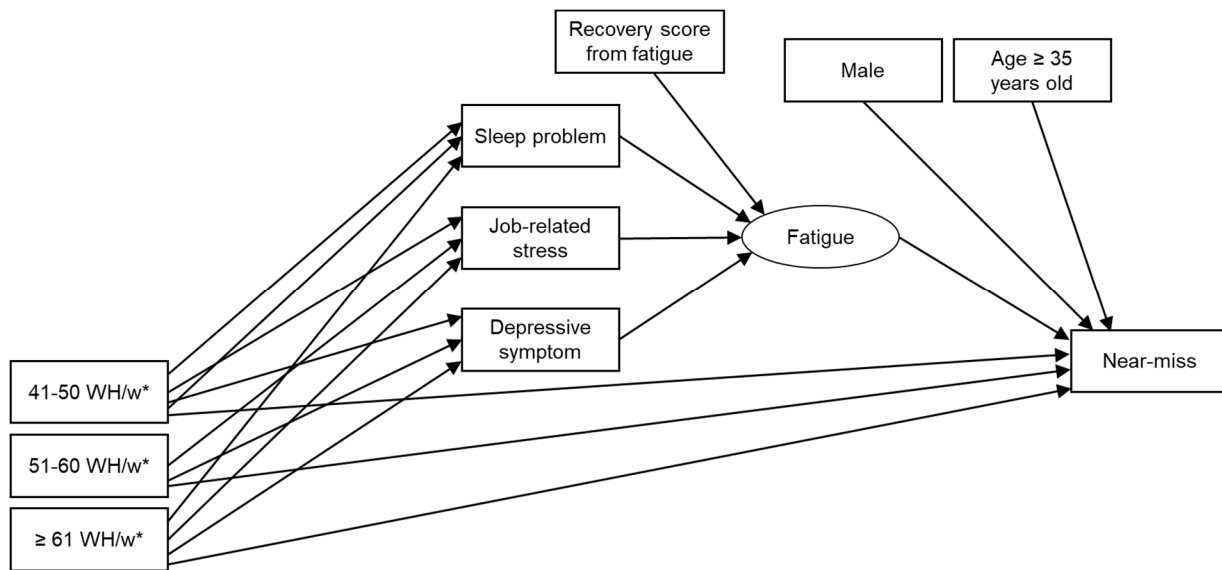 Recovery score
from fatigue
Male
Age ≥ 35
years old
Sleep problem
Job-related
stress
Fatigue
Depressive
symptom
Near-miss
41-50 WH/w*
51-60 WH/w*
≥ 61 WH/w*